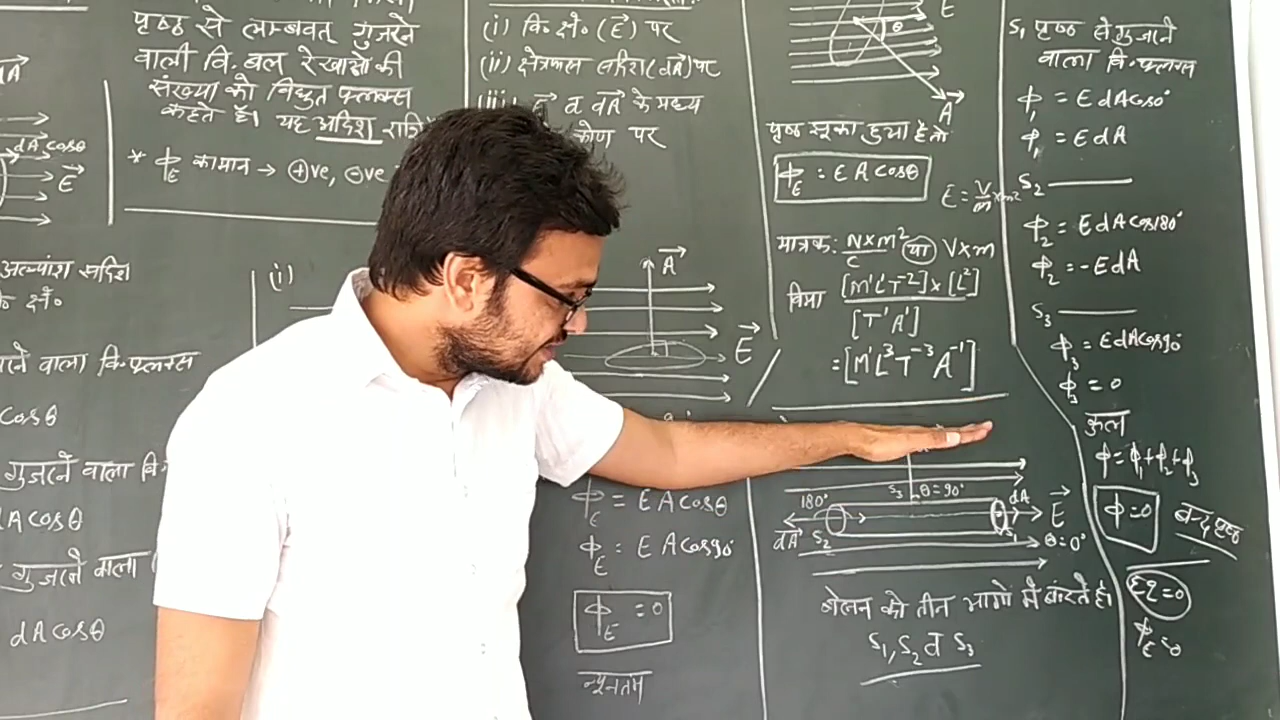 पृष्ठ से लम्बवत् गुजरने
वाली वि. बल रेखाओं की
संख्या को विद्युत फ्लक्स
कहते है। यह अदिश
* ϕE का मान → ⊕ve, ⊖ve
dA cosθ
E⃗
अल्पांश सदिश
वाला वि. फ्लक्स
cosθ
गुजरने वाला वि
A cosθ
गुजरने वाला
dA cosθ
(i)
(i) वि॰ क्षे॰ (E⃗) पर
(ii) क्षेत्रफल सदिश (dA⃗) पर
व dA⃗ के मध्य
कोण पर
A⃗
E⃗
ϕE = E A cosθ
ϕE = E A cos90°
ϕE = 0
न्यूनतम
E
θ
A⃗
पृष्ठ झूका हुआ है तो
ϕE = E A cosθ
E = V/m × m²
मात्रक: N×m²/C या V×m
विमा [M¹L¹T⁻²] × [L²]
[T¹A¹]
= [M¹L³T⁻³A⁻¹]
S₃ θ = 90°
180° dA E⃗
dA⃗ S₂ S₁ θ = 0°
बेलन को तीन भागों में बांटते है।
S₁, S₂ व S₃
S₁ पृष्ठ से गुजरने
वाला वि. फ्लक्स
ϕ₁ = E dA cos0°
ϕ₁ = E dA
S₂
ϕ₂ = E dA cos180°
ϕ₂ = -E dA
S₃
ϕ₃ = E dA cos90°
ϕ₃ = 0
कुल
ϕ = ϕ₁ + ϕ₂ + ϕ₃
ϕ = 0 बन्द पृष्ठ
Σq = 0
ϕE = 0